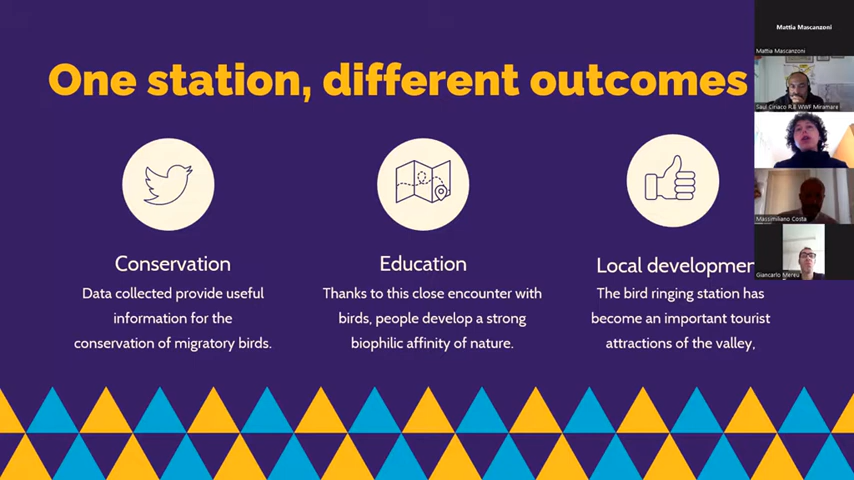 One station, different outcomes
Conservation
Data collected provide useful
information for the
conservation of migratory birds.
Education
Thanks to this close encounter with
birds, people develop a strong
biophilic affinity of nature.
Local developmen
The bird ringing station has
become an important tourist
attractions of the valley,
Mattia Mascanzoni
Mattia Mascanzoni
Saul Ciriaco R.E WWF Miramare
Massimiliano Costa
Giancarlo Mereu